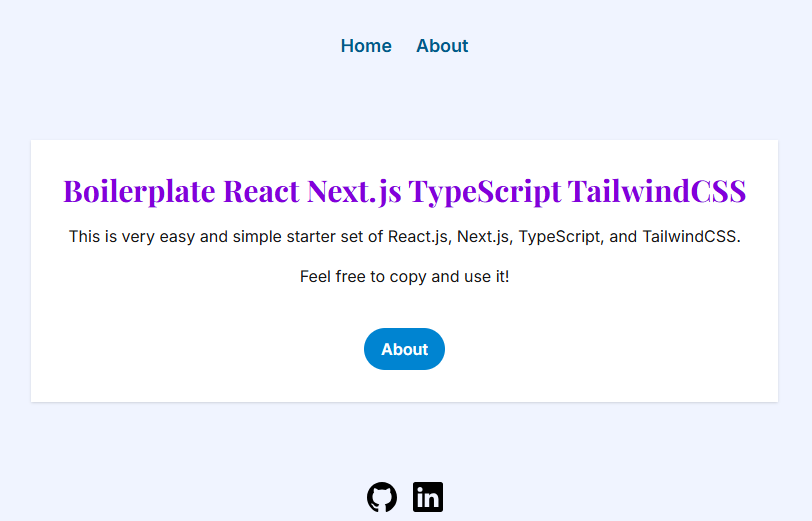 Home About
Boilerplate React Next.js TypeScript TailwindCSS
This is very easy and simple starter set of React.js, Next.js, TypeScript, and TailwindCSS.
Feel free to copy and use it!
About
in